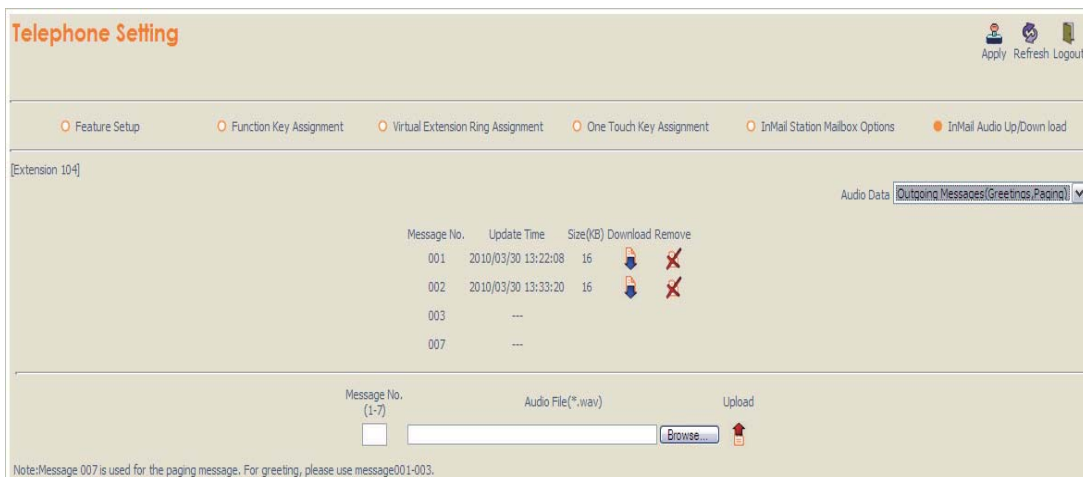 Telephone Setting
Apply Refresh Logout
Feature Setup Function Key Assignment Virtual Extension Ring Assignment One Touch Key Assignment InMail Station Mailbox Options InMail Audio Up/Down load
[Extension 104]
Audio Data Outgoing Messages(Greetings,Paging)
Message No. Update Time Size(KB) Download Remove
001 2010/03/30 13:22:08 16
002 2010/03/30 13:33:20 16
003 ---
007 ---
Message No. (1-7) Audio File(*.wav) Upload
Browse...
Note:Message 007 is used for the paging message. For greeting, please use message001-003.